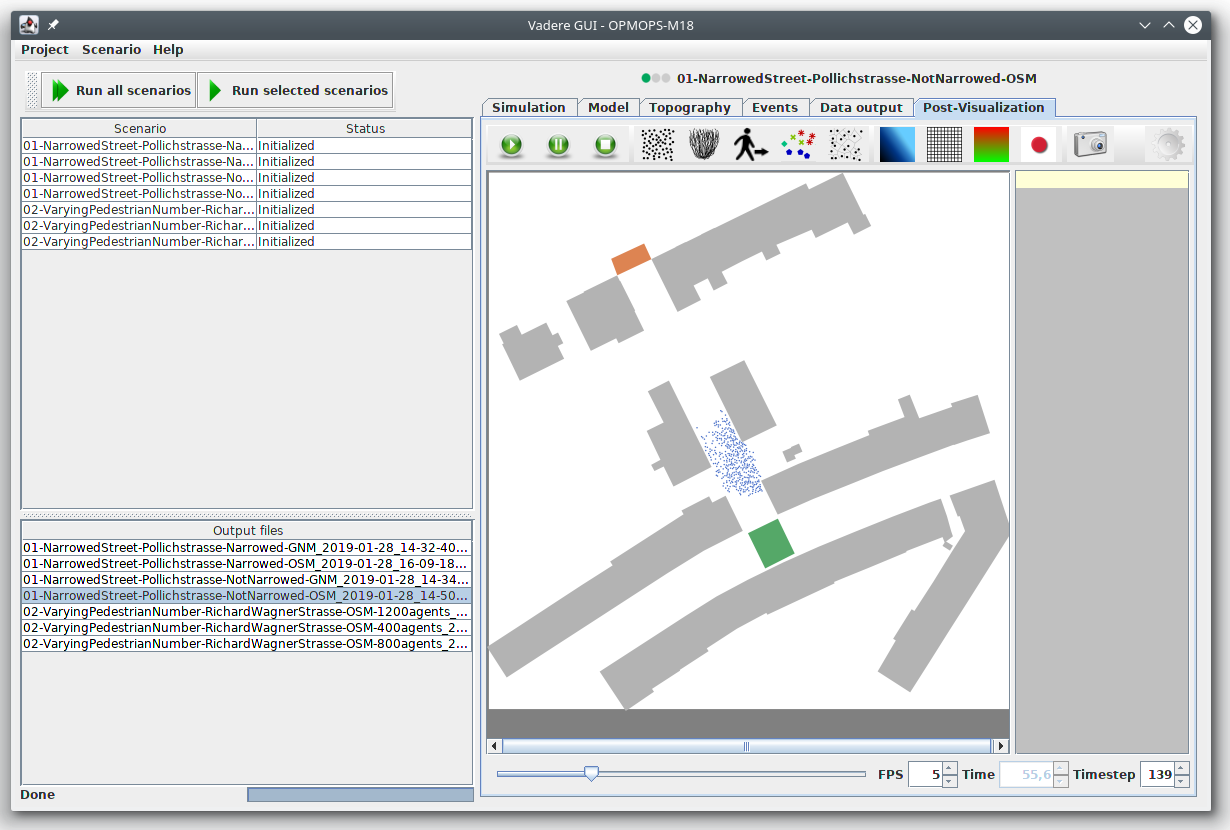 Vadere GUI - OPMOPS-M18
Project Scenario Help
Run all scenarios
Run selected scenarios
01-NarrowedStreet-Pollichstrasse-NotNarrowed-OSM
Simulation Model Topography Events Data output Post-Visualization
Scenario Status
01-NarrowedStreet-Pollichstrasse-Na... Initialized
01-NarrowedStreet-Pollichstrasse-Na... Initialized
01-NarrowedStreet-Pollichstrasse-No... Initialized
01-NarrowedStreet-Pollichstrasse-No... Initialized
02-VaryingPedestrianNumber-Richar... Initialized
02-VaryingPedestrianNumber-Richar... Initialized
02-VaryingPedestrianNumber-Richar... Initialized
Output files
01-NarrowedStreet-Pollichstrasse-Narrowed-GNM_2019-01-28_14-32-40...
01-NarrowedStreet-Pollichstrasse-Narrowed-OSM_2019-01-28_16-09-18...
01-NarrowedStreet-Pollichstrasse-NotNarrowed-GNM_2019-01-28_14-34...
01-NarrowedStreet-Pollichstrasse-NotNarrowed-OSM_2019-01-28_14-50...
02-VaryingPedestrianNumber-RichardWagnerStrasse-OSM-1200agents_...
02-VaryingPedestrianNumber-RichardWagnerStrasse-OSM-400agents_2...
02-VaryingPedestrianNumber-RichardWagnerStrasse-OSM-800agents_2...
FPS 5 Time 55,6 Timestep 139
Done